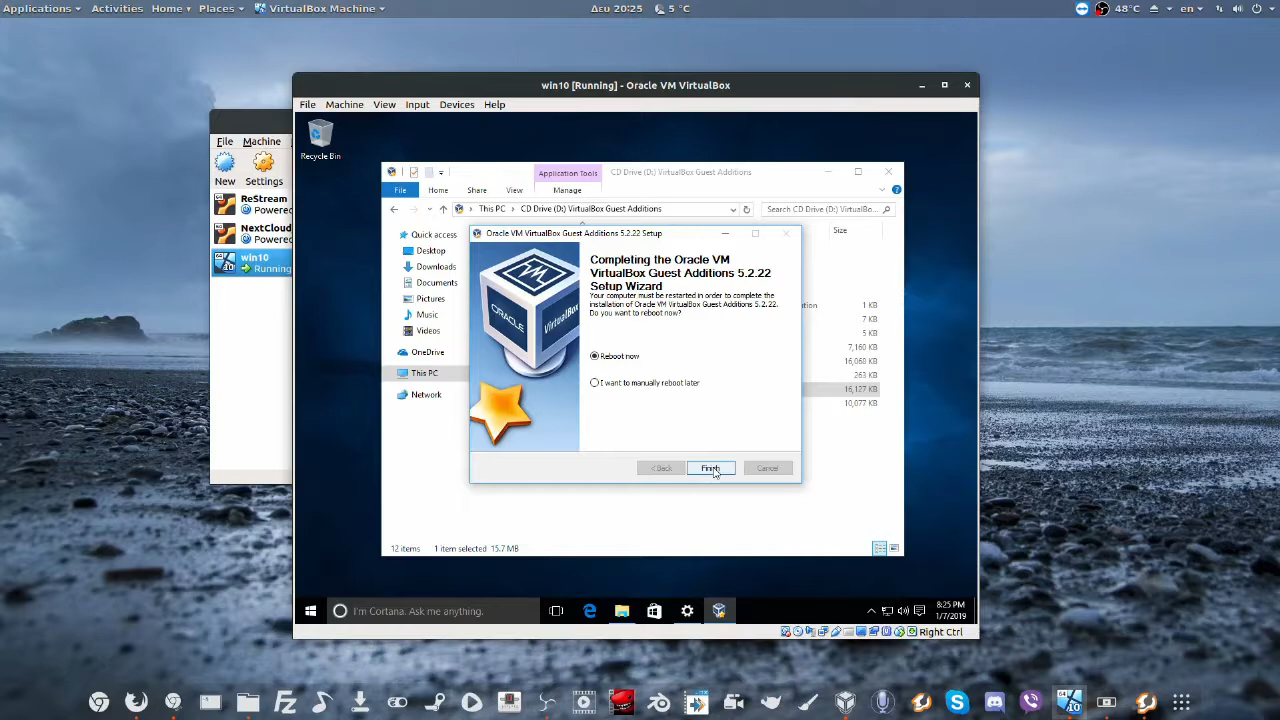 Applications
Activities
Home
Places
VirtualBox Machine
Δευ 20:25
5 °C
48°C
en
win10 [Running] - Oracle VM VirtualBox
File Machine View Input Devices Help
File Machine
New
Settings
ReStream
Powered
NextCloud
Powered
win10
Running
Recycle Bin
Application Tools
CD Drive (D:) VirtualBox Guest Additions
File Home Share View Manage
This PC
CD Drive (D:) VirtualBox Guest Additions
Search CD Drive (D:) VirtualBo...
Quick access
Desktop
Downloads
Documents
Pictures
Music
Videos
OneDrive
This PC
Network
Size
1 KB
7 KB
5 KB
7,160 KB
16,068 KB
263 KB
16,127 KB
10,077 KB
Oracle VM VirtualBox Guest Additions 5.2.22 Setup
Completing the Oracle VM
VirtualBox Guest Additions 5.2.22
Setup Wizard
Your computer must be restarted in order to complete the
installation of Oracle VM VirtualBox Guest Additions 5.2.22.
Do you want to reboot now?
Reboot now
I want to manually reboot later
ORACLE
VirtualBox
< Back
Finish
Cancel
12 items
1 item selected 15.7 MB
I'm Cortana. Ask me anything.
8:25 PM
1/7/2019
Right Ctrl